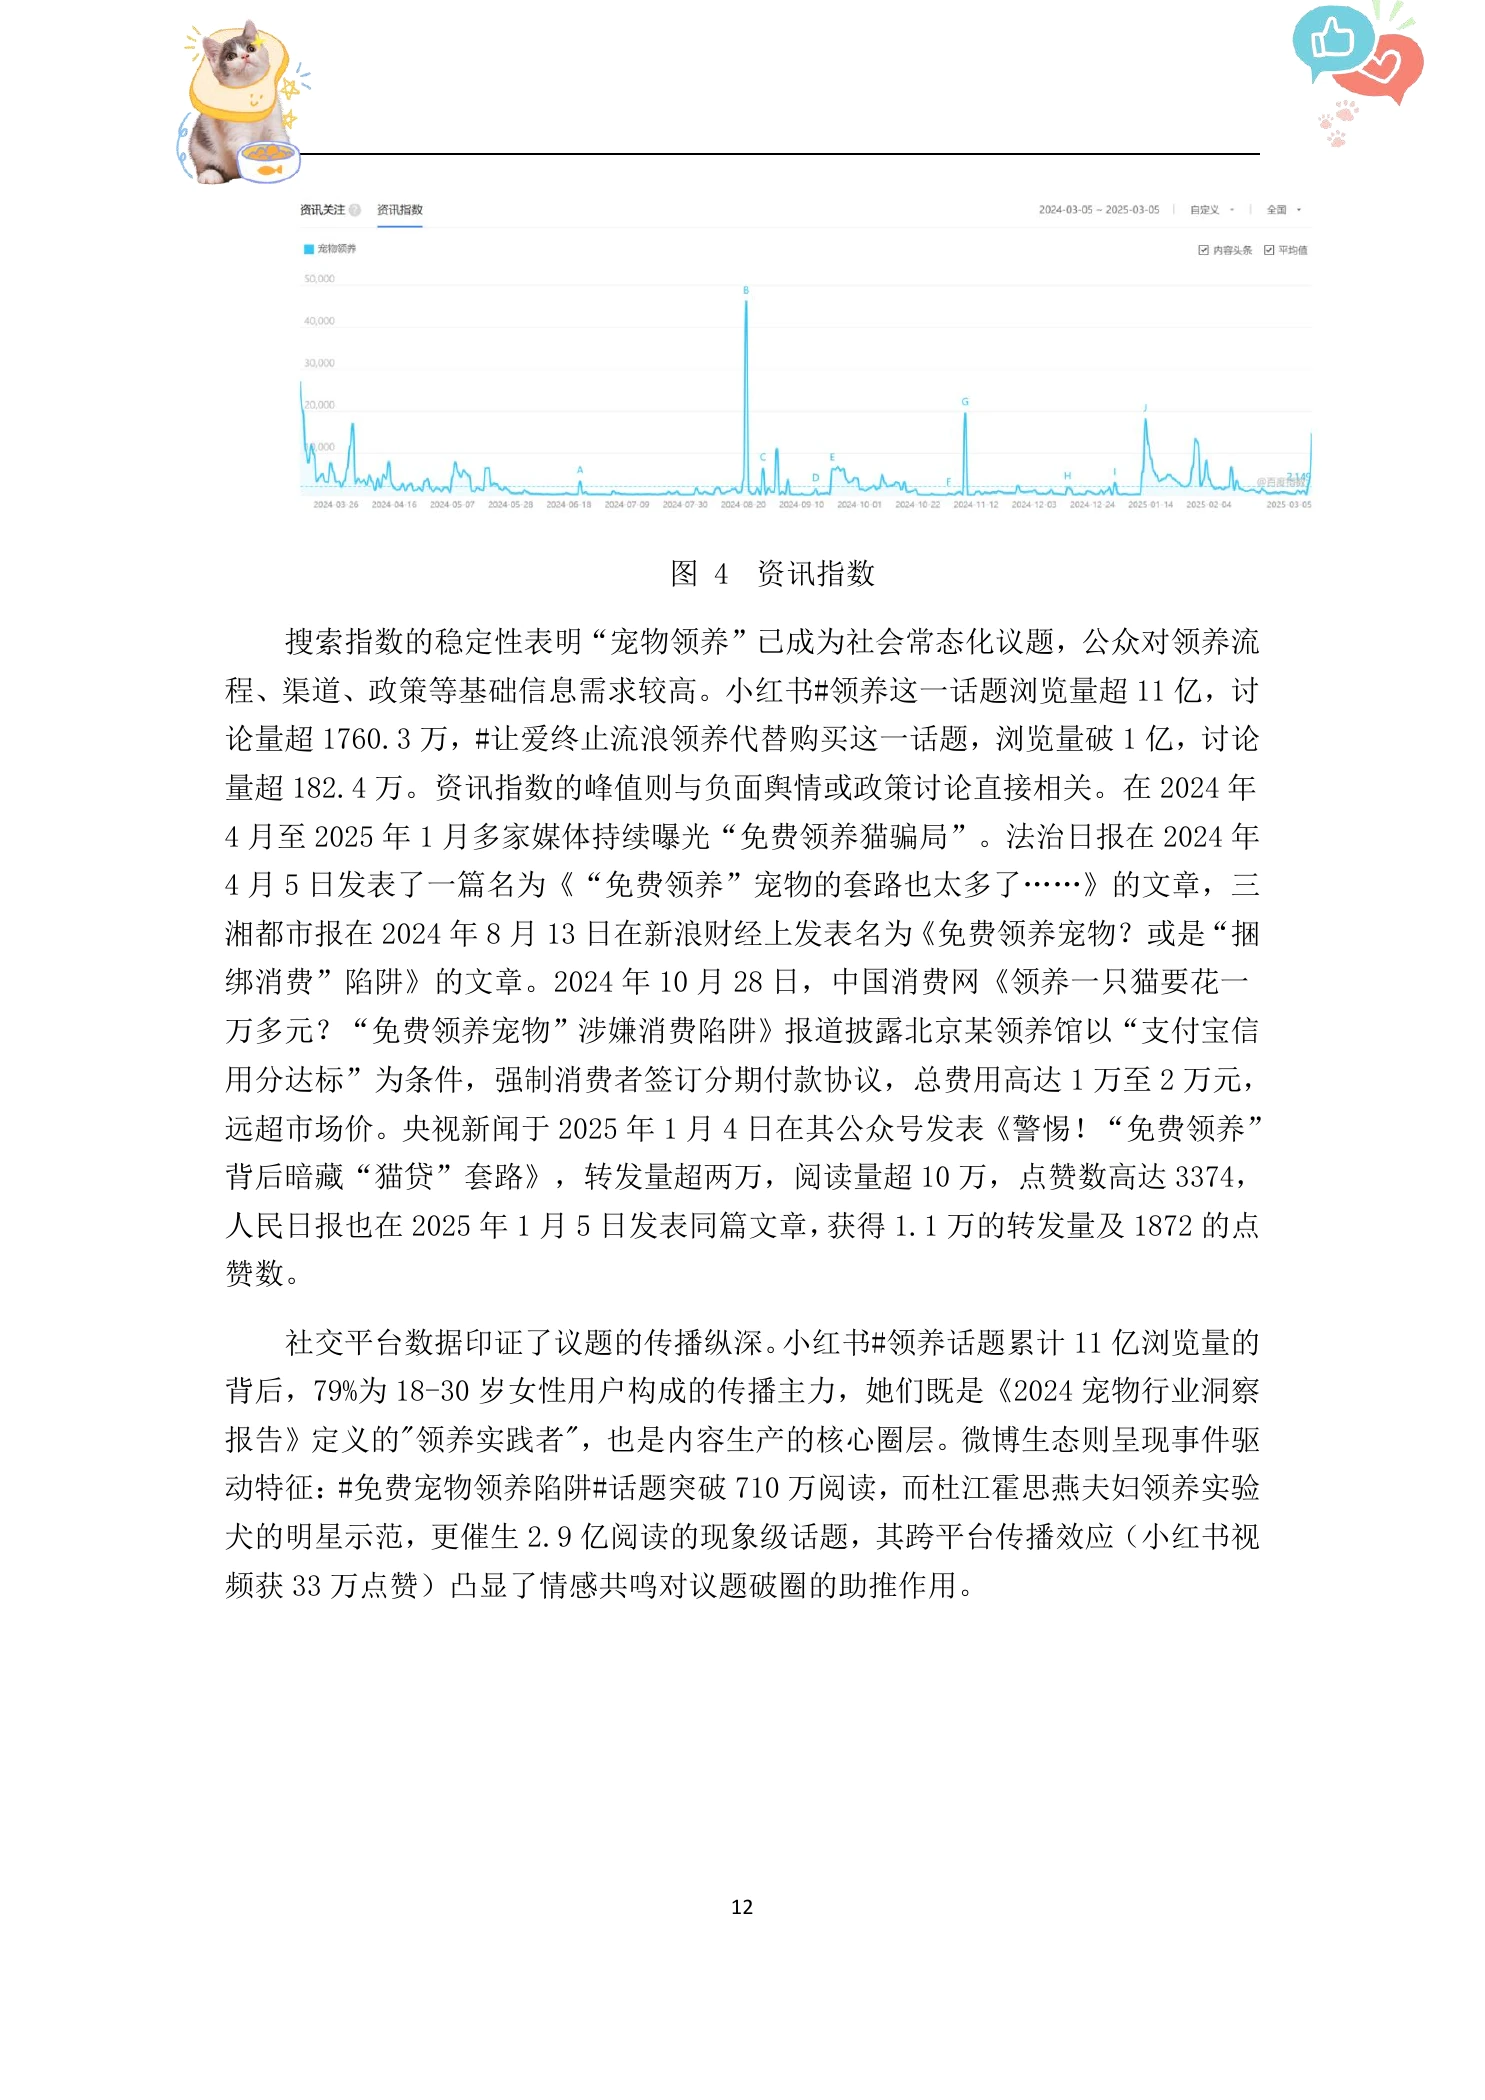 资讯关注 ? 资讯指数 2024-03-05 ~ 2025-03-05 | 自定义 | 全国
宠物领养 内容头条 平均值
50,000
40,000
30,000
20,000
10,000
A B C D E F G H I J
2,149
@百度指数
2024-03-26 2024-04-16 2024-05-07 2024-05-28 2024-06-18 2024-07-09 2024-07-30 2024-08-20 2024-09-10 2024-10-01 2024-10-22 2024-11-12 2024-12-03 2024-12-24 2025-01-14 2025-02-04 2025-03-05
图 4 资讯指数
搜索指数的稳定性表明“宠物领养”已成为社会常态化议题，公众对领养流
程、渠道、政策等基础信息需求较高。小红书#领养这一话题浏览量超 11 亿，讨
论量超 1760.3 万，#让爱终止流浪领养代替购买这一话题，浏览量破 1 亿，讨论
量超 182.4 万。资讯指数的峰值则与负面舆情或政策讨论直接相关。在 2024 年
4 月至 2025 年 1 月多家媒体持续曝光“免费领养猫骗局”。法治日报在 2024 年
4 月 5 日发表了一篇名为《“免费领养”宠物的套路也太多了……》的文章，三
湘都市报在 2024 年 8 月 13 日在新浪财经上发表名为《免费领养宠物？或是“捆
绑消费”陷阱》的文章。2024 年 10 月 28 日，中国消费网《领养一只猫要花一
万多元？“免费领养宠物”涉嫌消费陷阱》报道披露北京某领养馆以“支付宝信
用分达标”为条件，强制消费者签订分期付款协议，总费用高达 1 万至 2 万元，
远超市场价。央视新闻于 2025 年 1 月 4 日在其公众号发表《警惕！“免费领养”
背后暗藏“猫贷”套路》，转发量超两万，阅读量超 10 万，点赞数高达 3374，
人民日报也在 2025 年 1 月 5 日发表同篇文章，获得 1.1 万的转发量及 1872 的点
赞数。
社交平台数据印证了议题的传播纵深。小红书#领养话题累计 11 亿浏览量的
背后，79%为 18-30 岁女性用户构成的传播主力，她们既是《2024 宠物行业洞察
报告》定义的"领养实践者"，也是内容生产的核心圈层。微博生态则呈现事件驱
动特征：#免费宠物领养陷阱#话题突破 710 万阅读，而杜江霍思燕夫妇领养实验
犬的明星示范，更催生 2.9 亿阅读的现象级话题，其跨平台传播效应（小红书视
频获 33 万点赞）凸显了情感共鸣对议题破圈的助推作用。
12